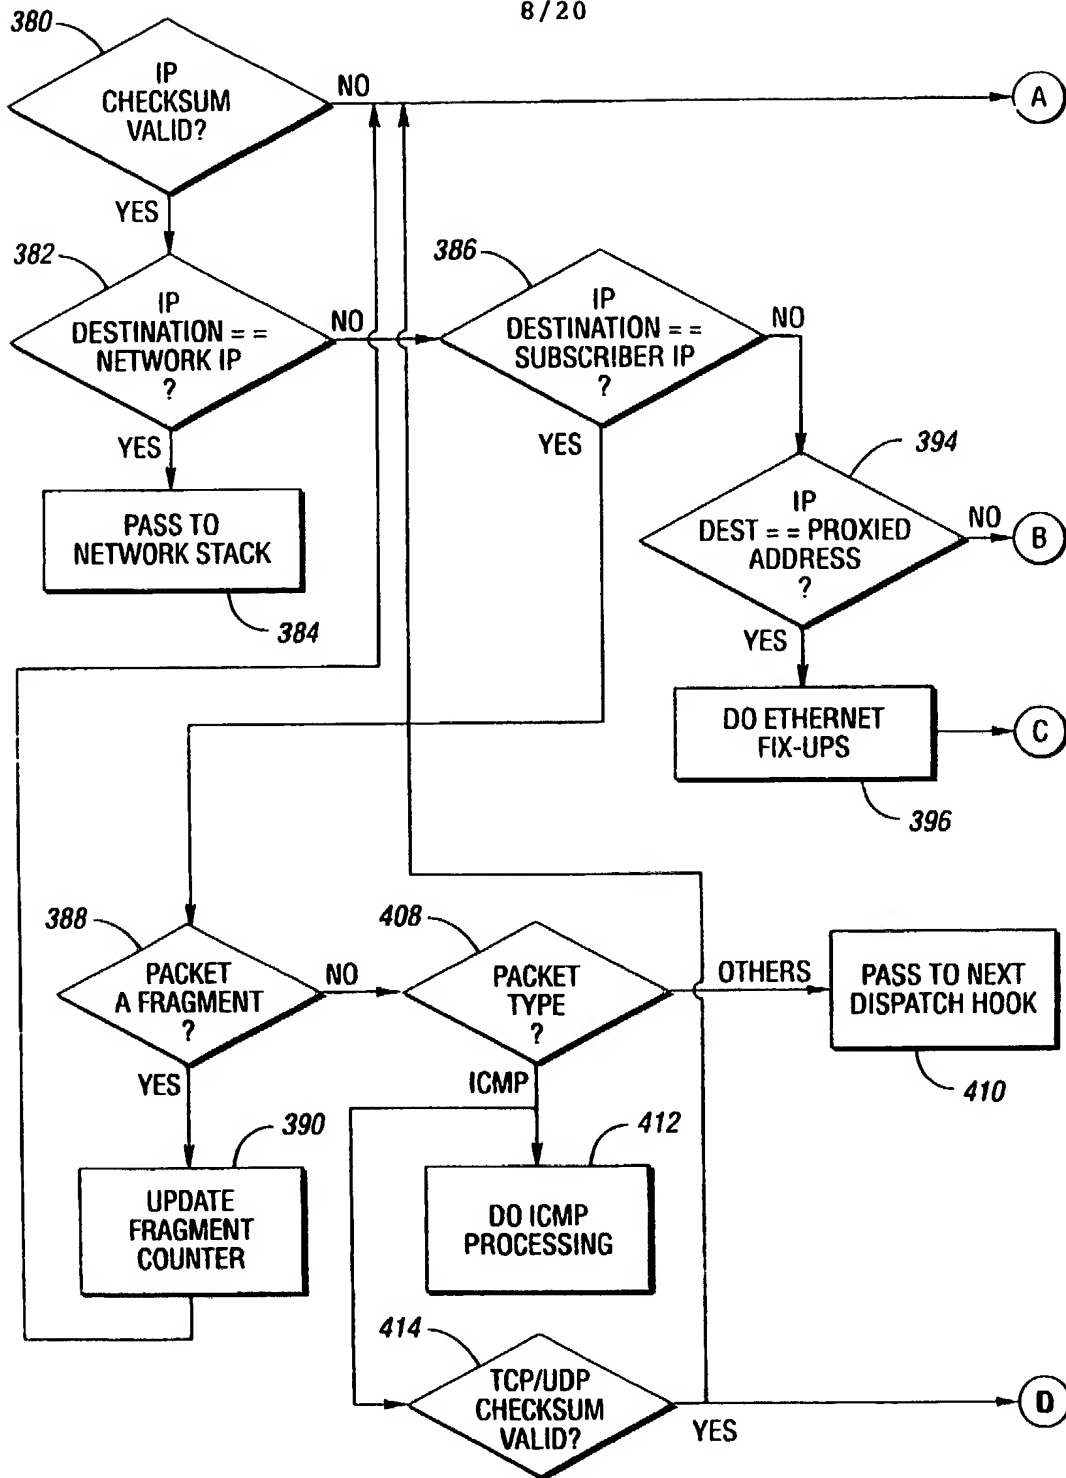 8/20
380
IP
CHECKSUM
VALID?
NO
A
YES
382
IP
DESTINATION ==
NETWORK IP
?
NO
386
IP
DESTINATION ==
SUBSCRIBER IP
?
NO
YES
PASS TO
NETWORK STACK
384
YES
394
IP
DEST == PROXIED
ADDRESS
?
NO
B
YES
DO ETHERNET
FIX-UPS
C
396
388
PACKET
A FRAGMENT
?
NO
408
PACKET
TYPE
?
OTHERS
PASS TO NEXT
DISPATCH HOOK
410
YES
390
UPDATE
FRAGMENT
COUNTER
ICMP
412
DO ICMP
PROCESSING
414
TCP/UDP
CHECKSUM
VALID?
YES
D